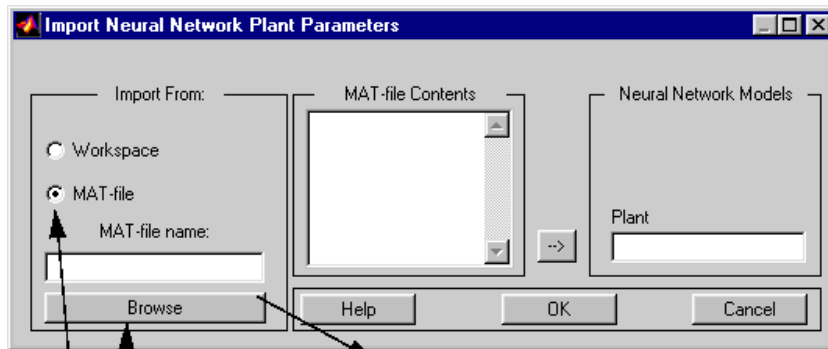 Import Neural Network Plant Parameters
Import From:
Workspace
MAT-file
MAT-file name:
Browse
MAT-file Contents
-->
Neural Network Models
Plant
Help
OK
Cancel